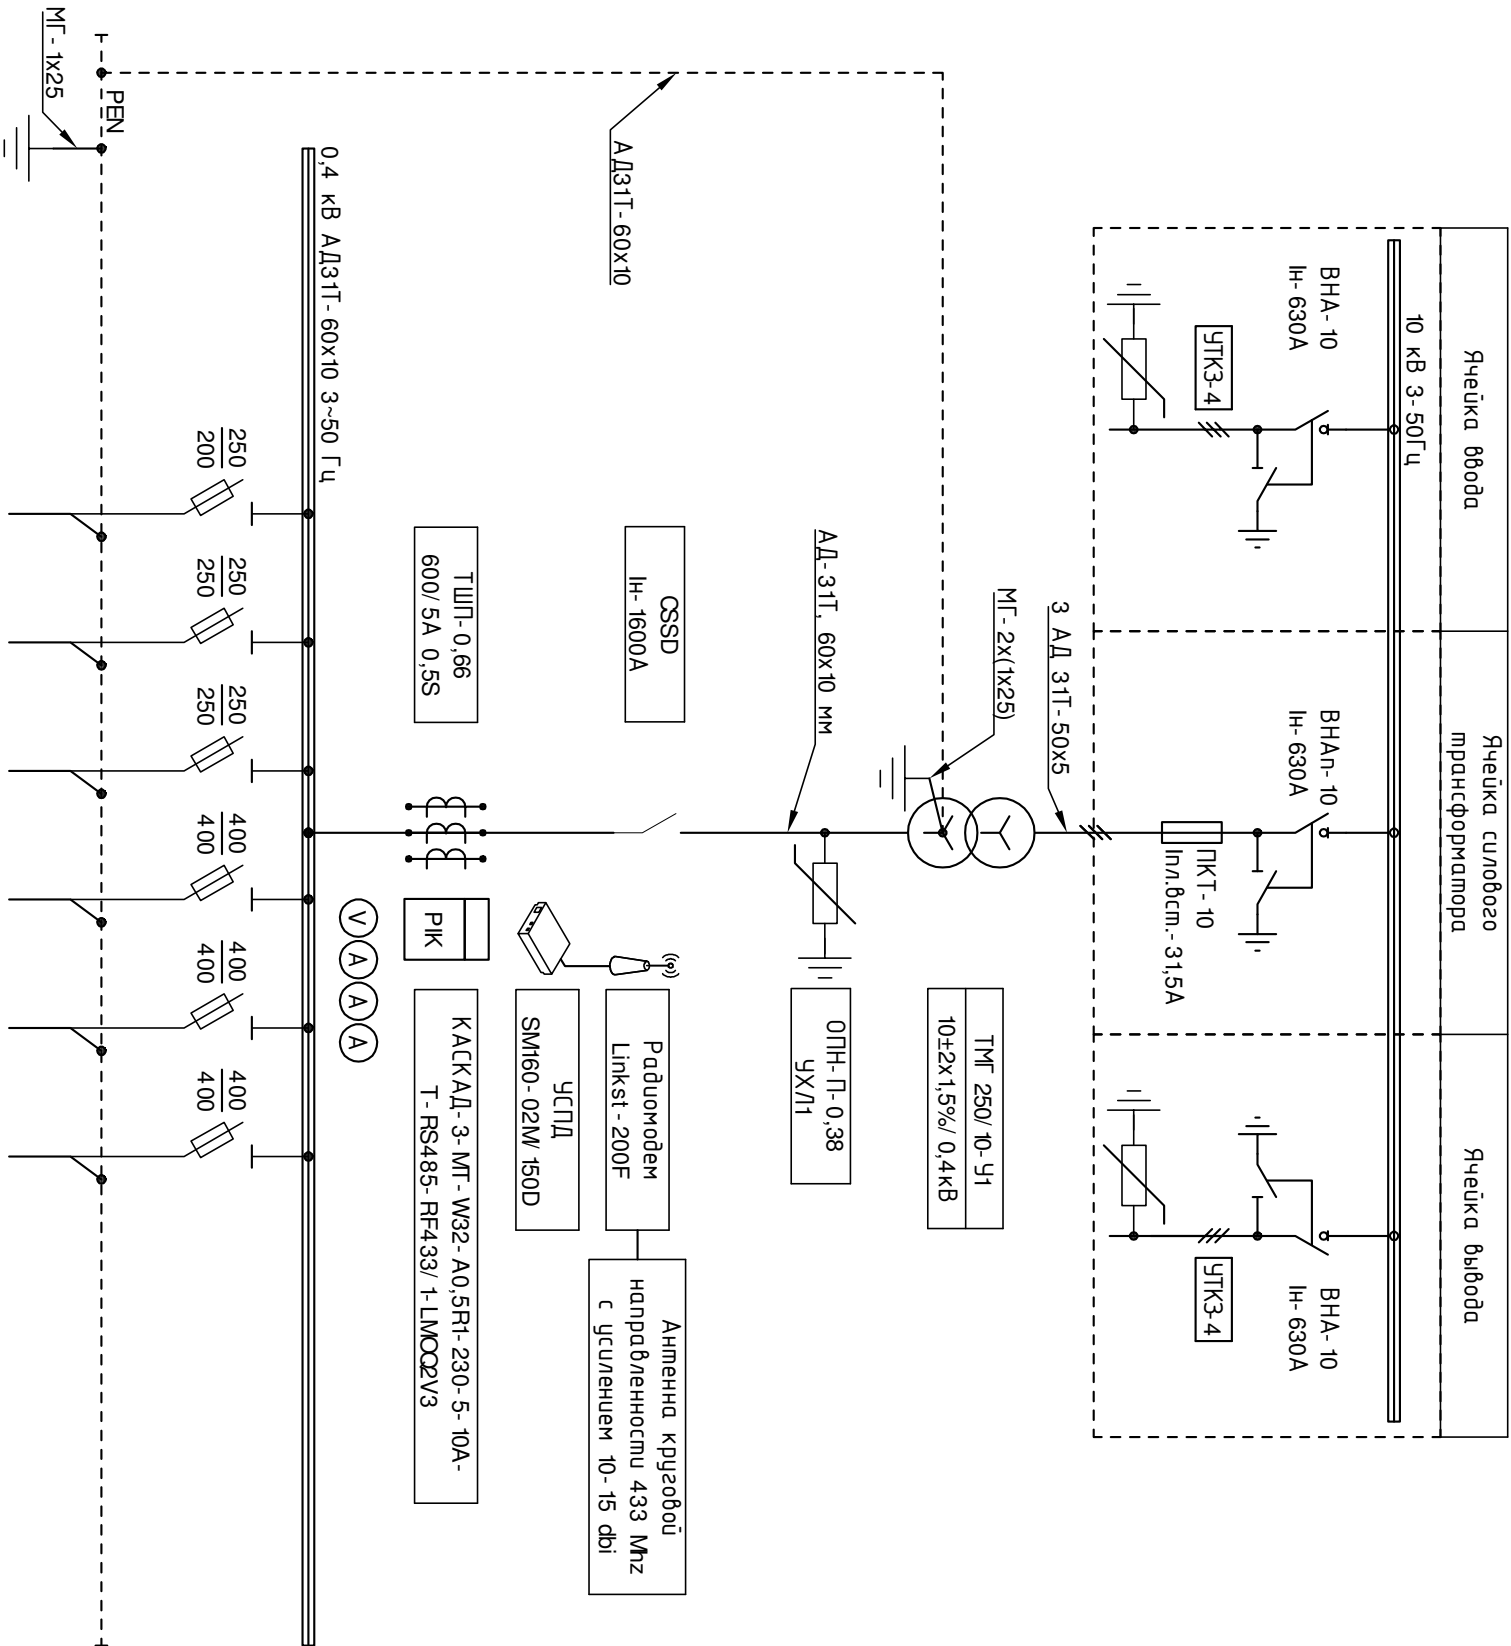 Ячейка ввода
Ячейка силового
трансформатора
Ячейка вывода
10 кВ 3-50Гц
ВНА-10
Iн-630А
УТКЗ-4
ВНАп-10
Iн-630А
ПКТ-10
Iпл.вст.-31,5А
ВНА-10
Iн-630А
УТКЗ-4
3 АД 31Т-50х5
МГ-2х(1х25)
ТМГ 250/10-У1
10±2х1,5%/0,4кВ
АД-31Т, 60х10 мм
ОПН-П-0,38
УХЛ1
АД31Т-60х10
CSSD
Iн-1600А
Радиомодем
Linkst-200F
Антенна круговой
направленности 433 Mhz
с усилением 10-15 dbi
УСПД
SM160-02M/150D
ТШП-0,66
600/5А 0,5S
РІК
КАСКАД-3-МТ-W32-А0,5R1-230-5-10А-
Т-RS485-RF433/1-LMOQ2V3
V A A A
0,4 кВ АД31Т-60х10 3~50 Гц
250
200
250
250
250
250
400
400
400
400
400
400
PEN
МГ-1х25